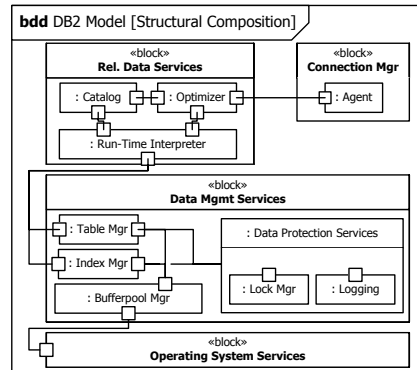 bdd DB2 Model [Structural Composition]
«block»
Rel. Data Services
«block»
Connection Mgr
: Catalog
: Optimizer
: Agent
: Run-Time Interpreter
«block»
Data Mgmt Services
: Table Mgr
: Data Protection Services
: Index Mgr
: Lock Mgr
: Logging
: Bufferpool Mgr
«block»
Operating System Services